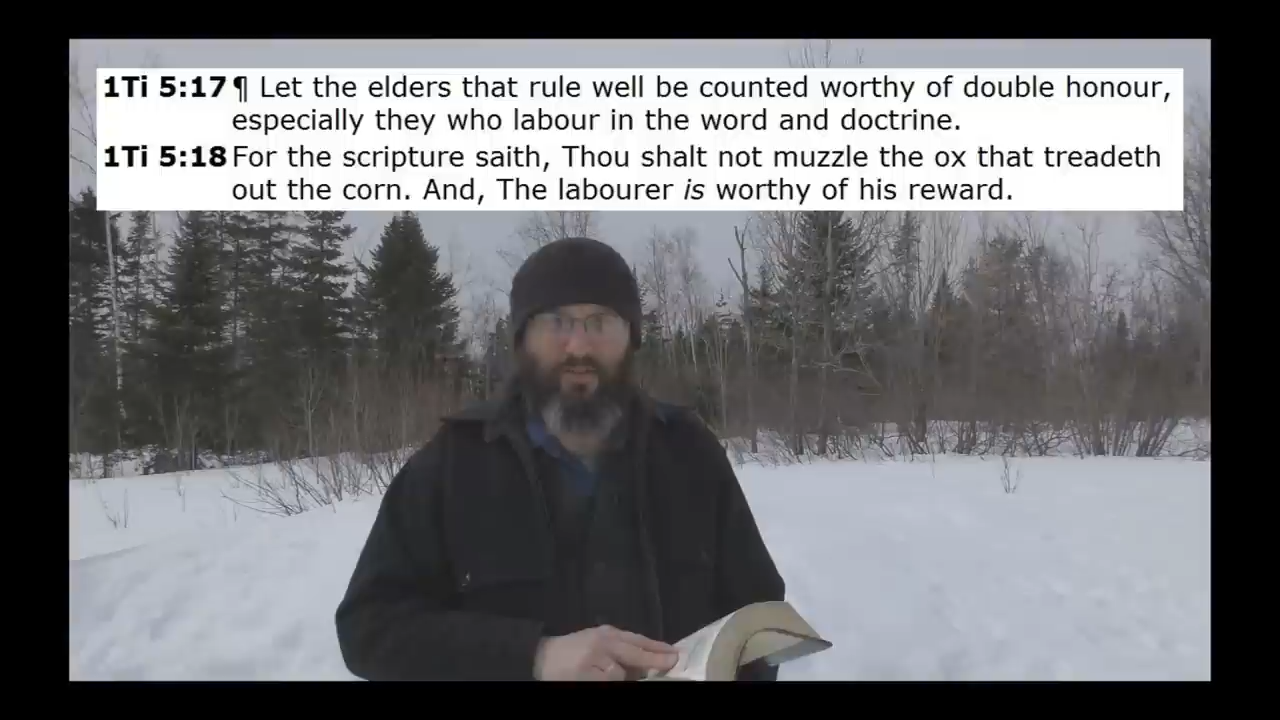 1Ti 5:17 ¶ Let the elders that rule well be counted worthy of double honour,
especially they who labour in the word and doctrine.
1Ti 5:18 For the scripture saith, Thou shalt not muzzle the ox that treadeth
out the corn. And, The labourer is worthy of his reward.